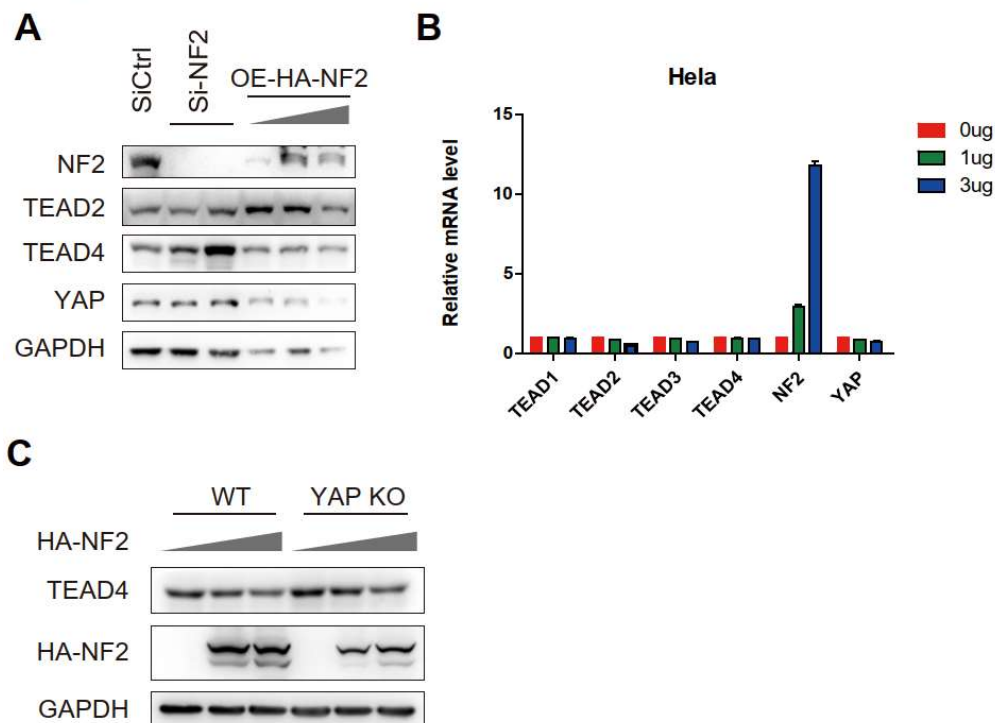 A
SiCtrl
Si-NF2
OE-HA-NF2
NF2
TEAD2
TEAD4
YAP
GAPDH
B
Hela
Relative mRNA level
15
10
5
0
TEAD1
TEAD2
TEAD3
TEAD4
NF2
YAP
0ug
1ug
3ug
C
WT YAP KO
HA-NF2
TEAD4
HA-NF2
GAPDH